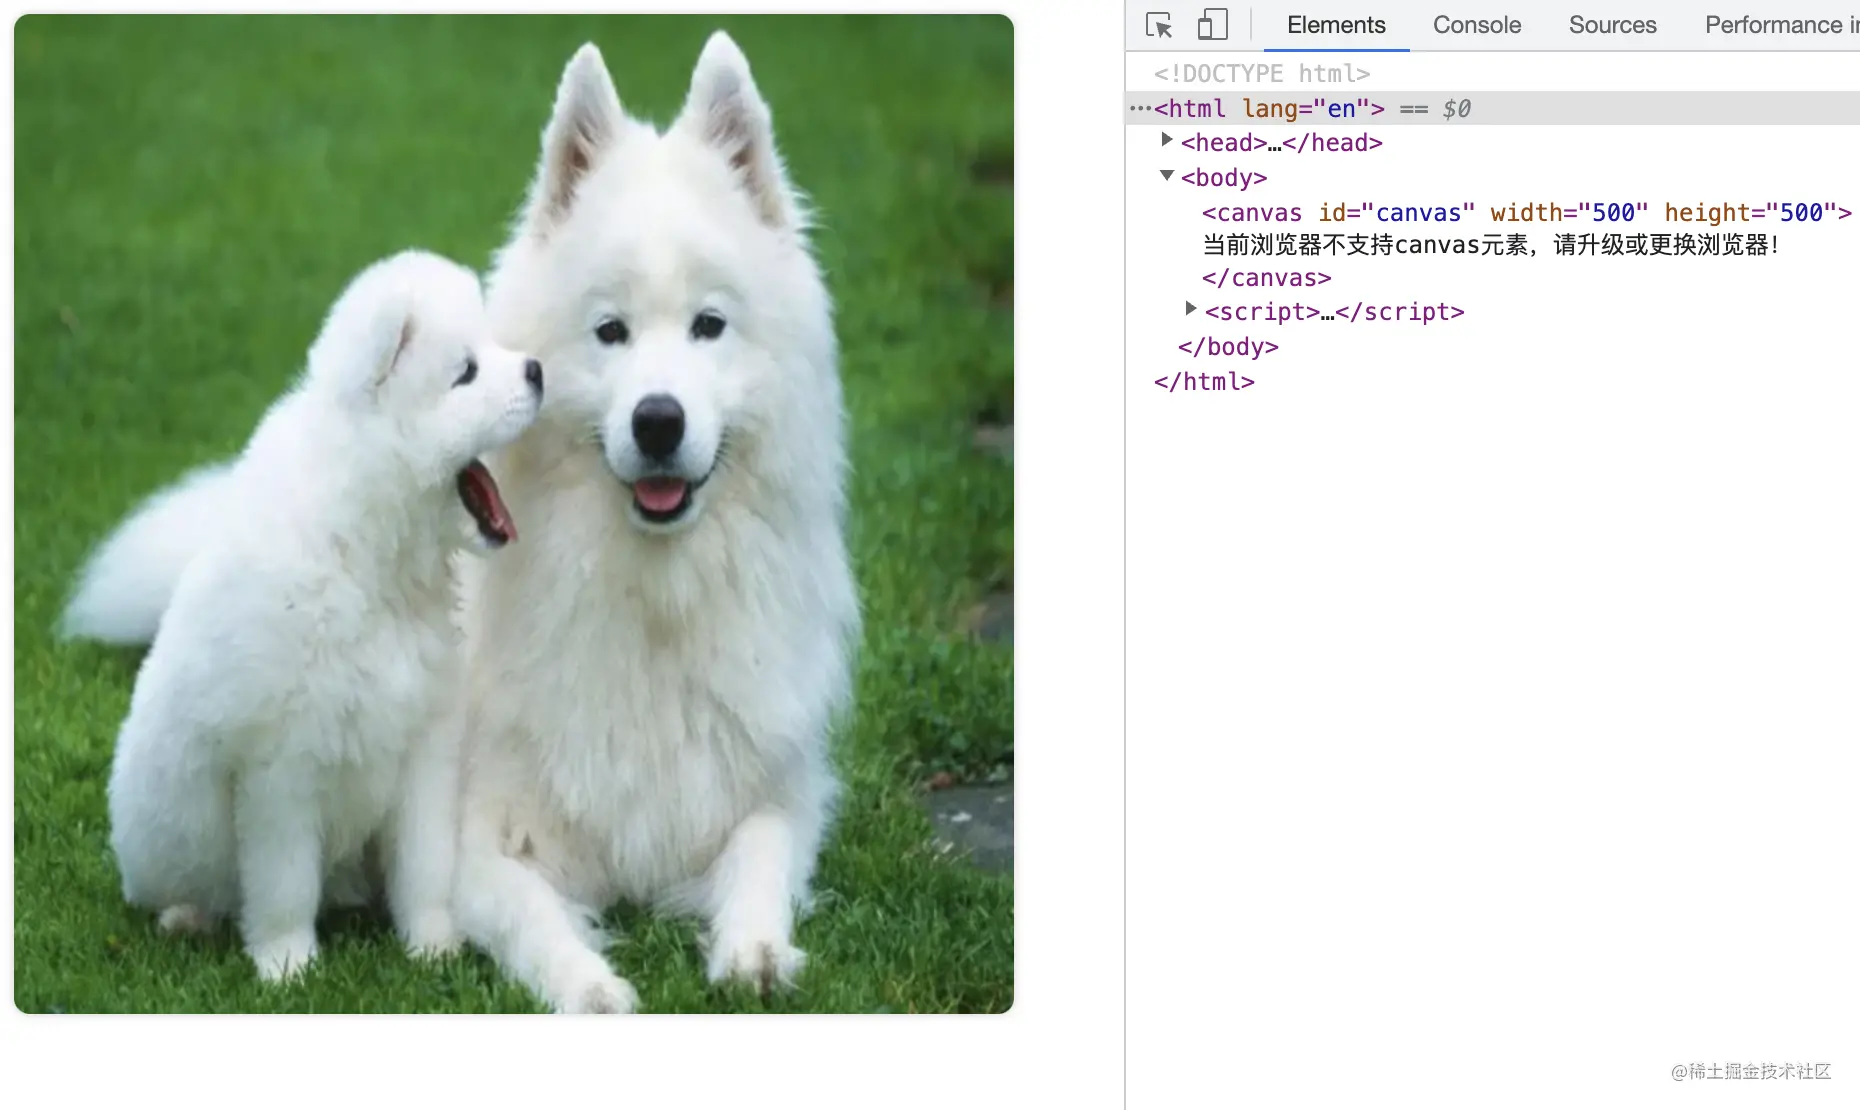 Elements Console Sources Performance in
<!DOCTYPE html>
···<html lang="en"> == $0
<head>…</head>
<body>
<canvas id="canvas" width="500" height="500">
当前浏览器不支持canvas元素，请升级或更换浏览器！
</canvas>
<script>…</script>
</body>
</html>
@稀土掘金技术社区